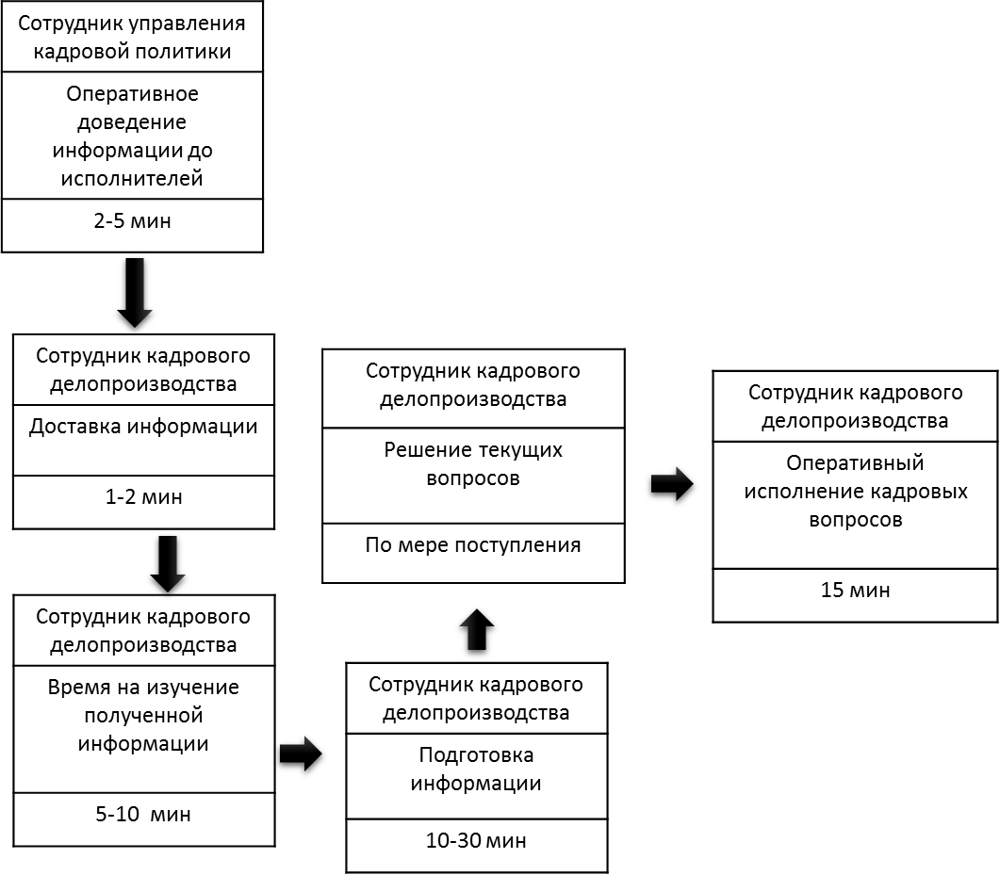 Сотрудник управления
кадровой политики
Оперативное
доведение
информации до
исполнителей
2-5 мин
Сотрудник кадрового
делопроизводства
Доставка информации
1-2 мин
Сотрудник кадрового
делопроизводства
Время на изучение
полученной
информации
5-10 мин
Сотрудник кадрового
делопроизводства
Подготовка
информации
10-30 мин
Сотрудник кадрового
делопроизводства
Решение текущих
вопросов
По мере поступления
Сотрудник кадрового
делопроизводства
Оперативный
исполнение кадровых
вопросов
15 мин